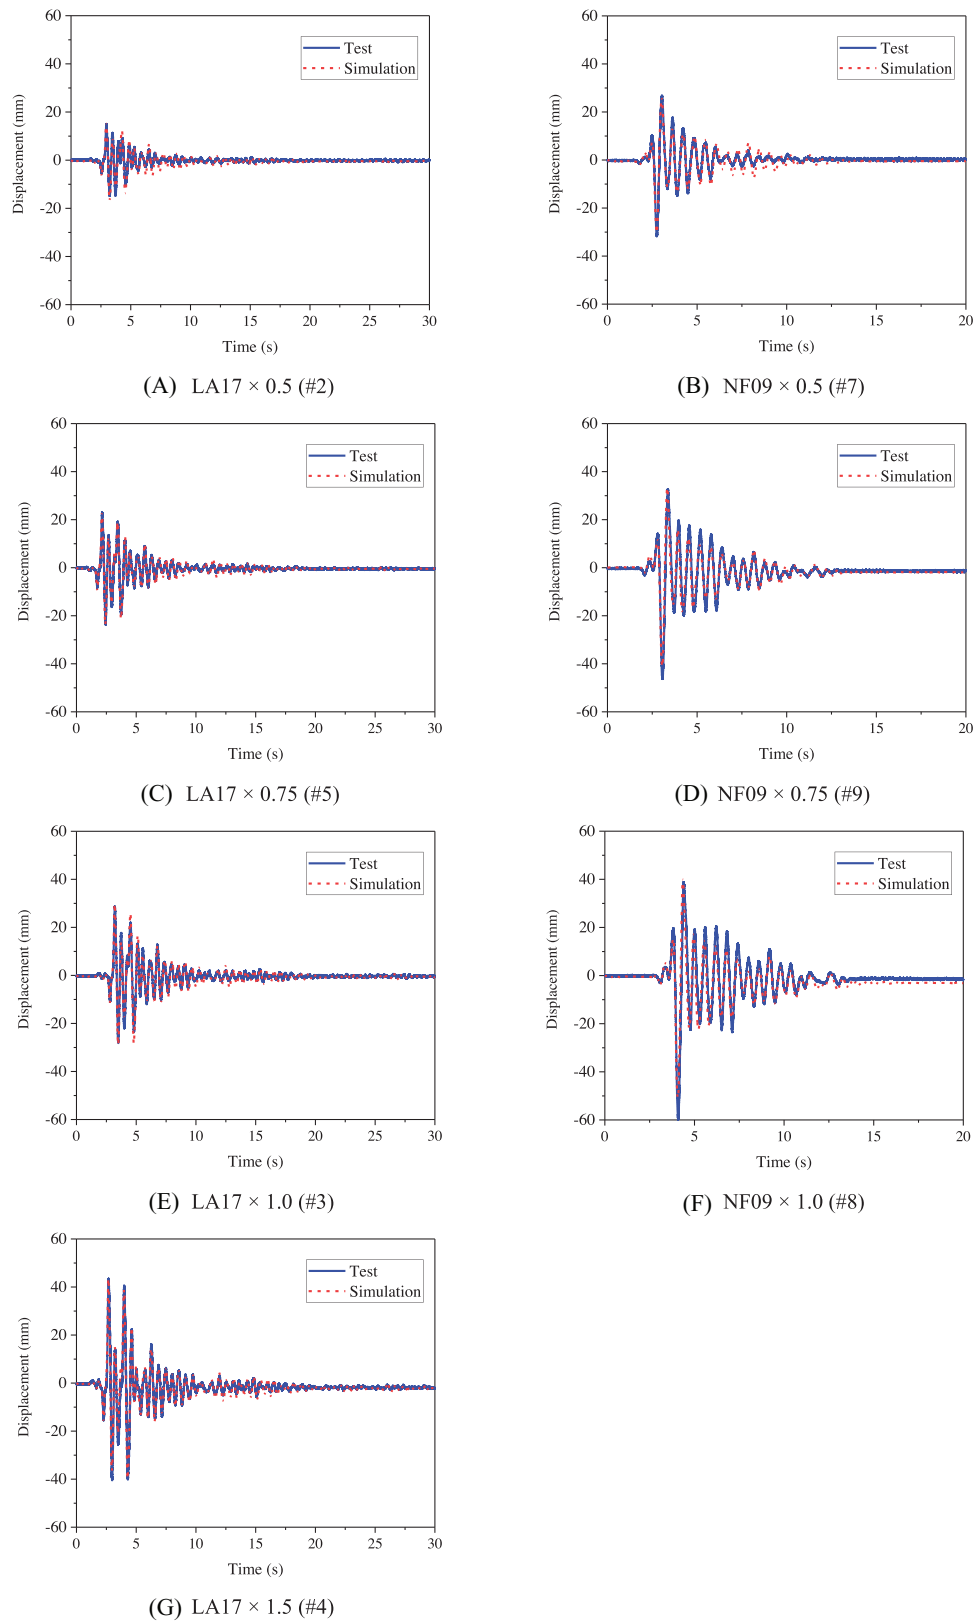 60
40
20
0
-20
-40
-60
Displacement (mm)
Test
Simulation
0 5 10 15 20 25 30
Time (s)
(A) LA17 × 0.5 (#2)
60
40
20
0
-20
-40
-60
Displacement (mm)
Test
Simulation
0 5 10 15 20
Time (s)
(B) NF09 × 0.5 (#7)
60
40
20
0
-20
-40
-60
Displacement (mm)
Test
Simulation
0 5 10 15 20 25 30
Time (s)
(C) LA17 × 0.75 (#5)
60
40
20
0
-20
-40
-60
Displacement (mm)
Test
Simulation
0 5 10 15 20
Time (s)
(D) NF09 × 0.75 (#9)
60
40
20
0
-20
-40
-60
Displacement (mm)
Test
Simulation
0 5 10 15 20 25 30
Time (s)
(E) LA17 × 1.0 (#3)
60
40
20
0
-20
-40
-60
Displacement (mm)
Test
Simulation
0 5 10 15 20
Time (s)
(F) NF09 × 1.0 (#8)
60
40
20
0
-20
-40
-60
Displacement (mm)
Test
Simulation
0 5 10 15 20 25 30
Time (s)
(G) LA17 × 1.5 (#4)